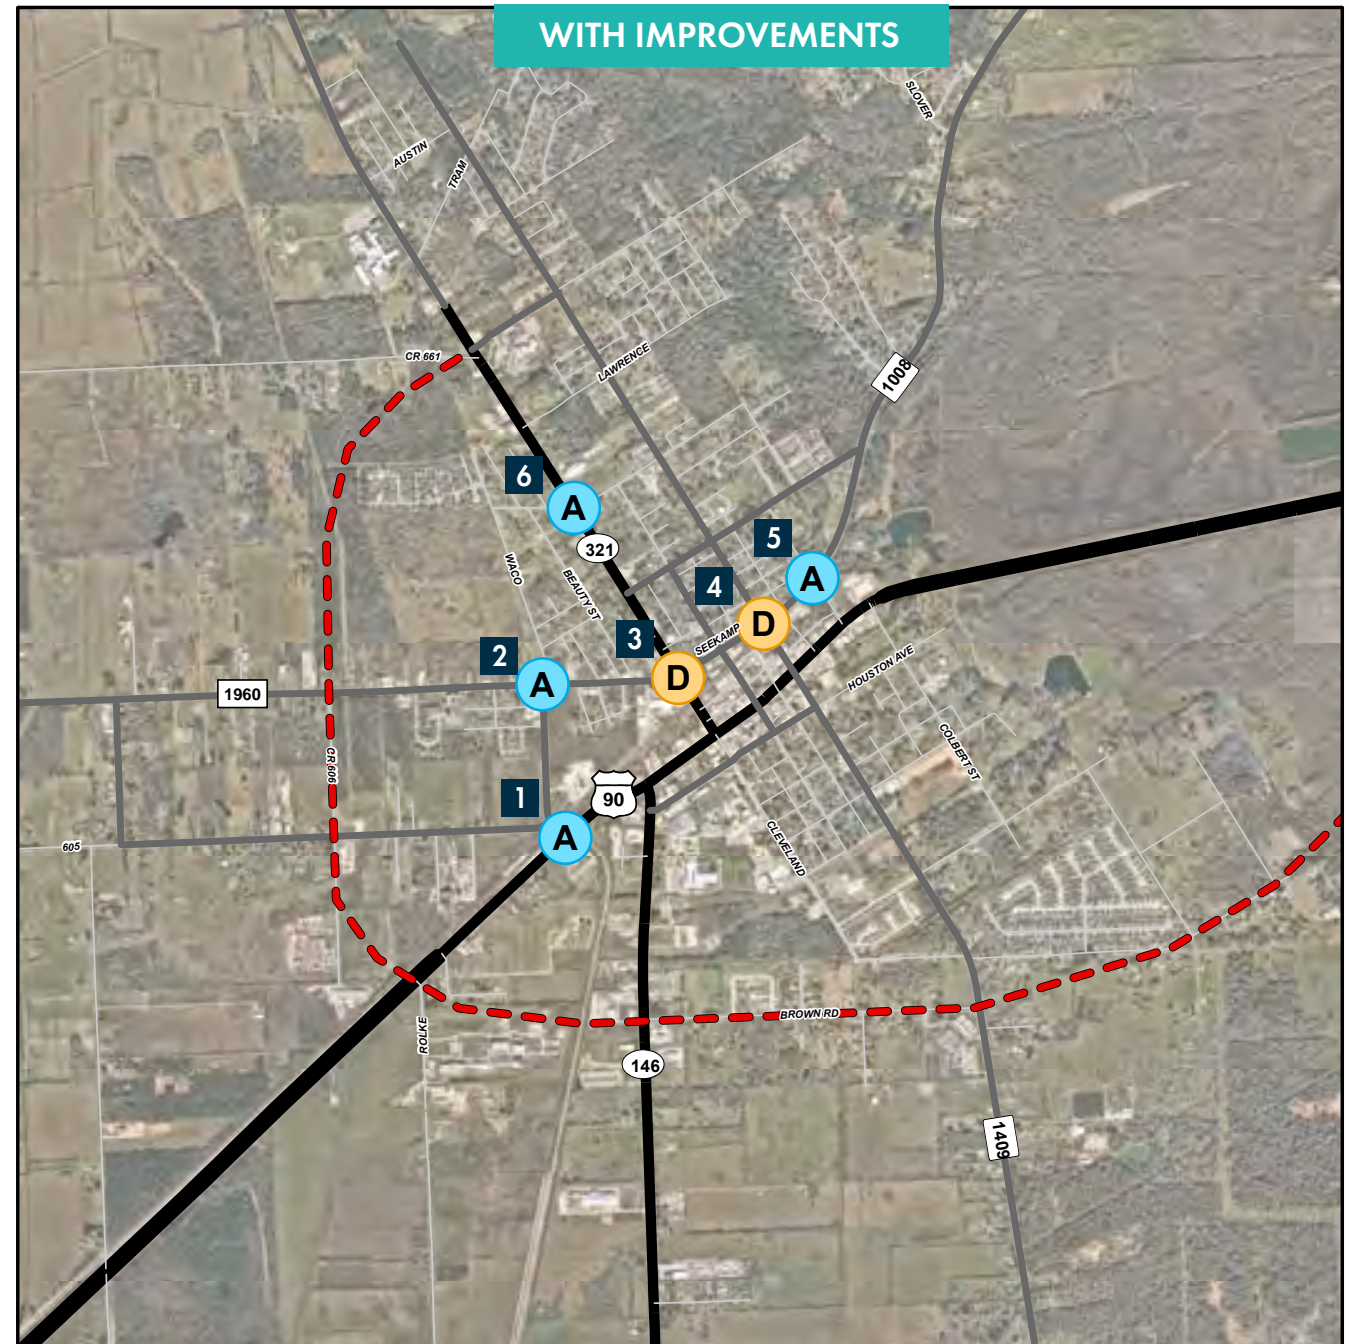 WITH IMPROVEMENTS
SLOVER
AUSTIN
TRAM
CR 661
LAWRENCE
1008
6
A
321
5
A
WACO
BEAUTY ST
4
D
SEEKAMP
3
D
2
A
HOUSTON AVE
1960
COLBERT ST
CR 606
1
90
A
605
CLEVELAND
BROWN RD
ROLKE
146
1409